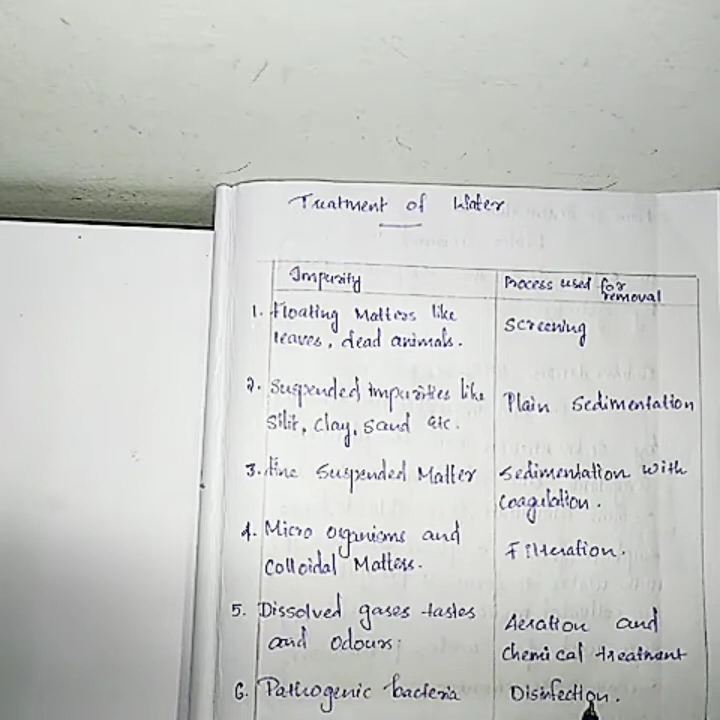 Treatment of Water
Impurity
Process used for removal
1. Floating Matters like
leaves, dead animals.
Screening
2. Suspended impurities like
Silit, clay, sand etc.
Plain Sedimentation
3. Fine Suspended Matter
Sedimentation with
Coagulation.
4. Micro organisms and
Colloidal Matters.
Filteration.
5. Dissolved gases tastes
and odours.
Aeration and
chemical treatment
6. Pathogenic bacteria
Disinfection.